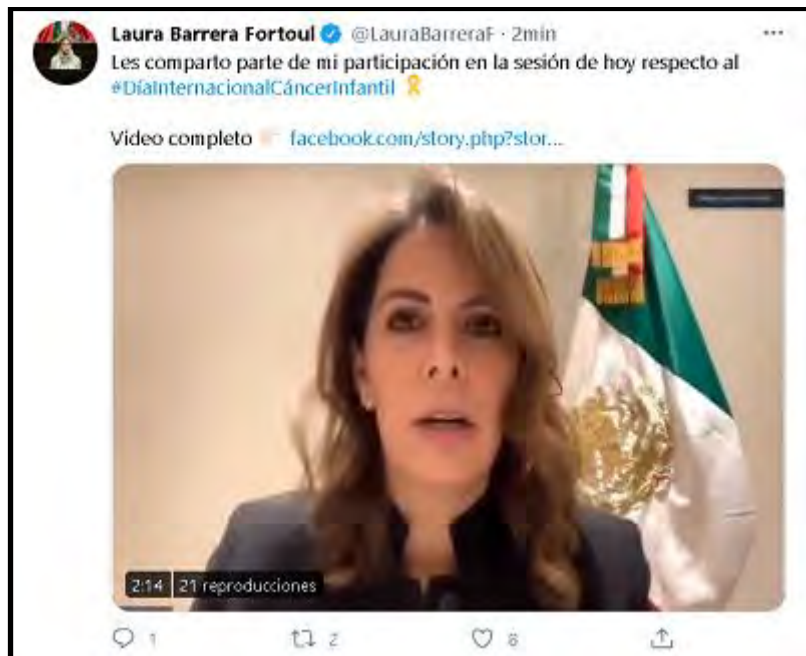 Laura Barrera Fortoul @LauraBarreraF · 2min
Les comparto parte de mi participación en la sesión de hoy respecto al
#DíaInternacionalCáncerInfantil
Video completo facebook.com/story.php?stor...
2:14 21 reproducciones
1 2 8